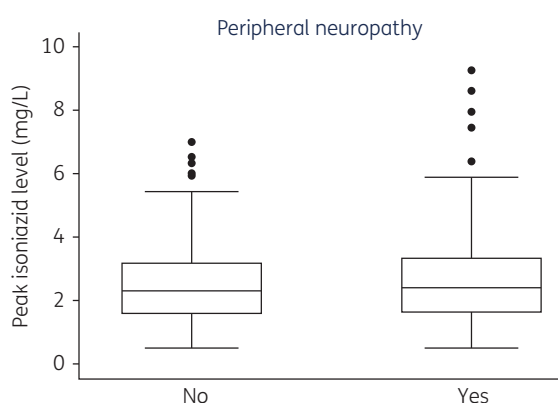 Peripheral neuropathy
Peak isoniazid level (mg/L)
10
8
6
4
2
0
No
Yes